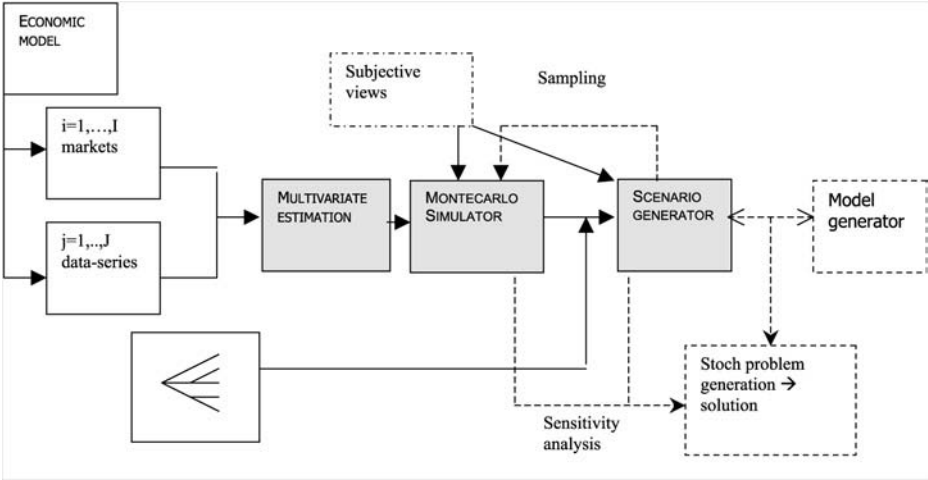 ECONOMIC
MODEL
Subjective
views
Sampling
i=1,…,I
markets
MULTIVARIATE
ESTIMATION
MONTECARLO
SIMULATOR
SCENARIO
GENERATOR
Model
generator
j=1,..,J
data-series
Stoch problem
generation →
solution
Sensitivity
analysis